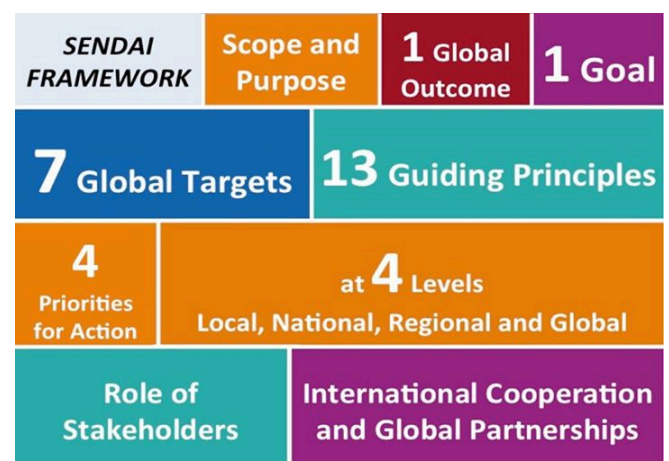 SENDAI
FRAMEWORK
Scope and
Purpose
1 Global
Outcome
1 Goal
7 Global Targets
13 Guiding Principles
4
Priorities
for Action
at 4 Levels
Local, National, Regional and Global
Role of
Stakeholders
International Cooperation
and Global Partnerships